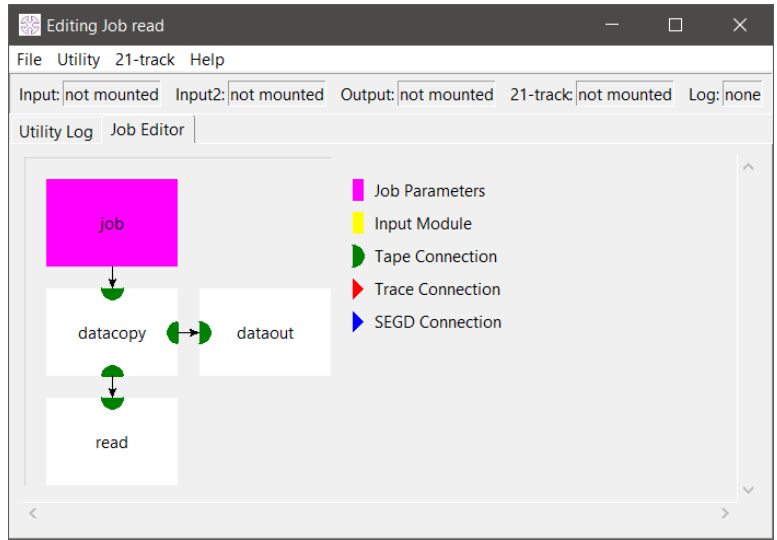 Editing Job read
File Utility 21-track Help
Input: not mounted Input2: not mounted Output: not mounted 21-track: not mounted Log: none
Utility Log Job Editor
job
Job Parameters
Input Module
Tape Connection
Trace Connection
SEGD Connection
datacopy
dataout
read